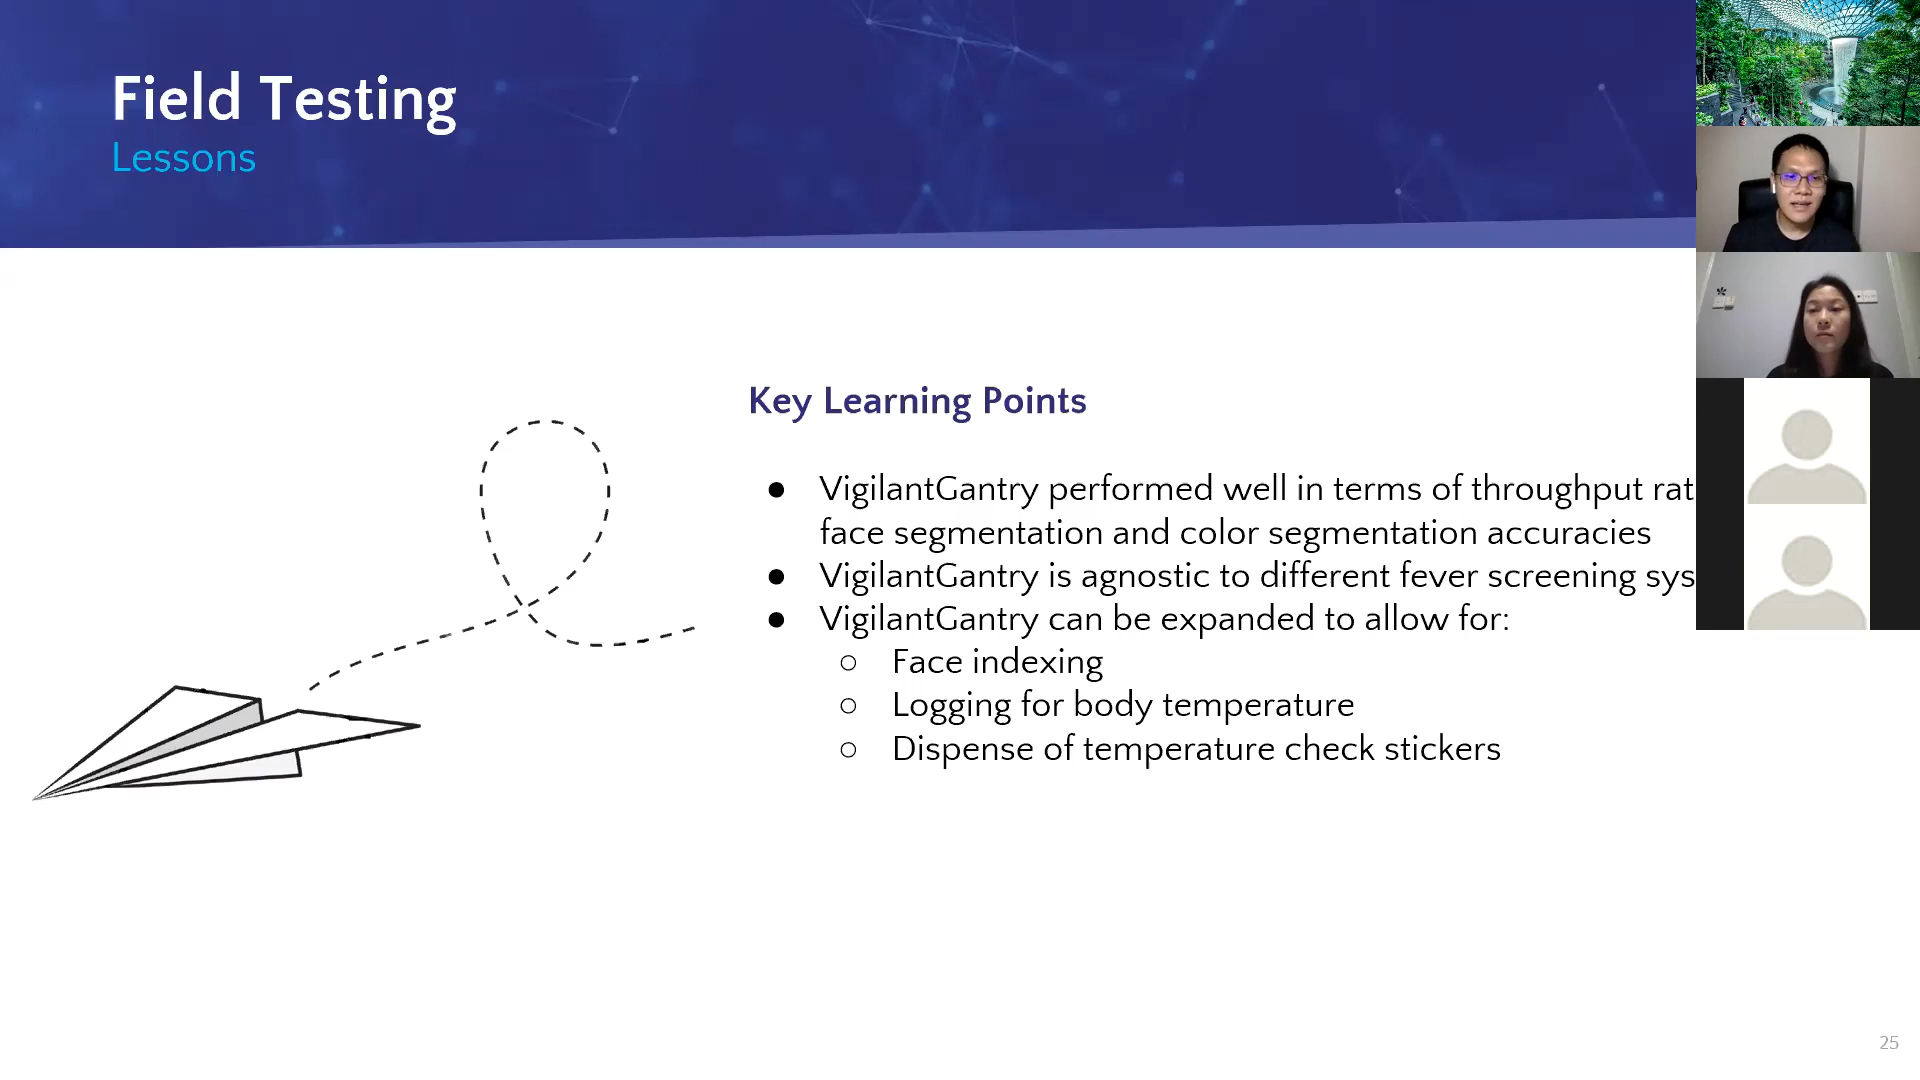 Field Testing
Lessons
Key Learning Points
● VigilantGantry performed well in terms of throughput
face segmentation and color segmentation accuracies
● VigilantGantry is agnostic to different fever screening
● VigilantGantry can be expanded to allow for:
○ Face indexing
○ Logging for body temperature
○ Dispense of temperature check stickers
25